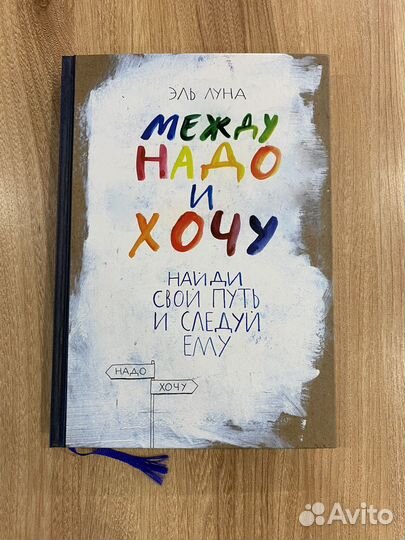 ЭЛЬ ЛУНА
МЕЖДУ
НАДО
И
ХОЧУ
НАЙДИ
СВОЙ ПУТЬ
И СЛЕДУЙ
ЕМУ
НАДО
ХОЧУ
Avito